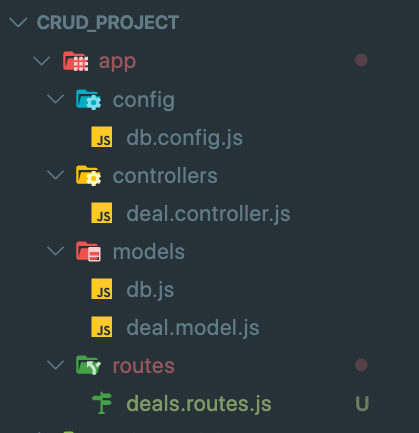 CRUD_PROJECT
app
config
JS db.config.js
controllers
JS deal.controller.js
models
JS db.js
JS deal.model.js
routes
deals.routes.js U